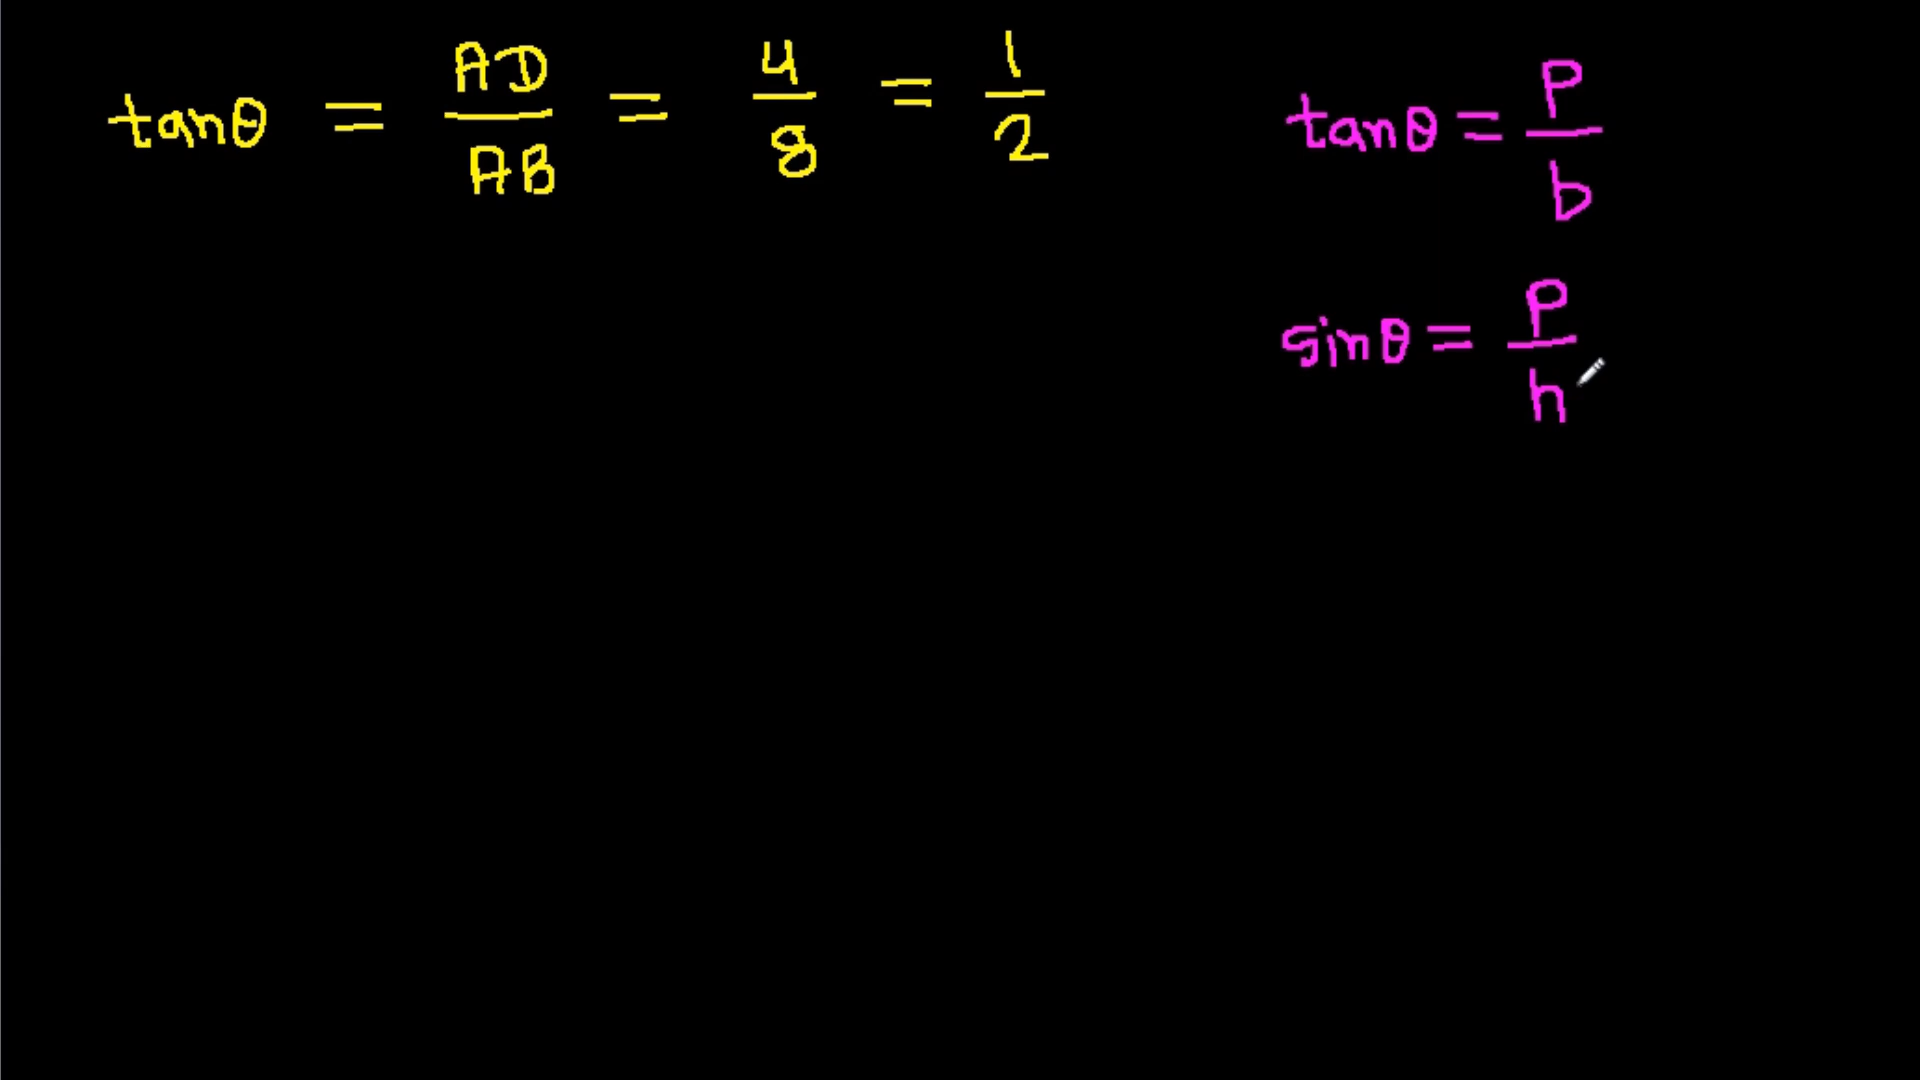 tanθ = AD/AB = 4/8 = 1/2
tanθ = P/b
sinθ = P/h